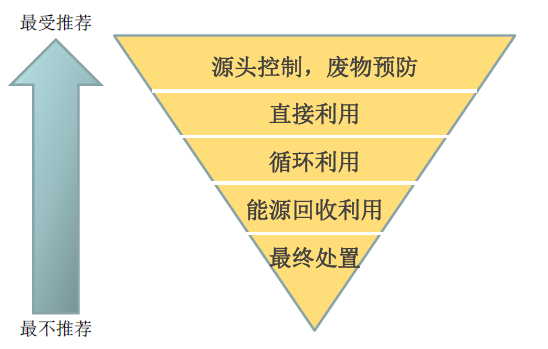 最受推荐
源头控制，废物预防
直接利用
循环利用
能源回收利用
最终处置
最不推荐